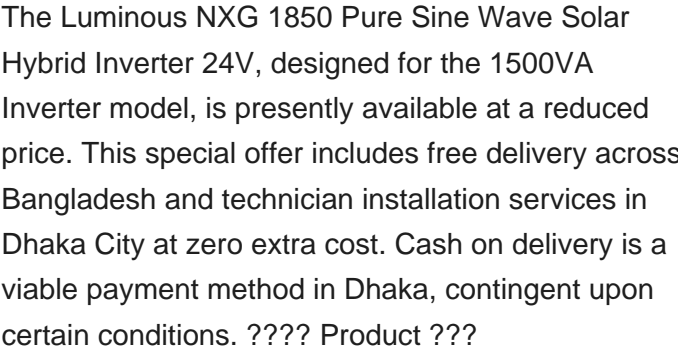 The Luminous NXG 1850 Pure Sine Wave Solar
Hybrid Inverter 24V, designed for the 1500VA
Inverter model, is presently available at a reduced
price. This special offer includes free delivery across
Bangladesh and technician installation services in
Dhaka City at zero extra cost. Cash on delivery is a
viable payment method in Dhaka, contingent upon
certain conditions. ???? Product ???